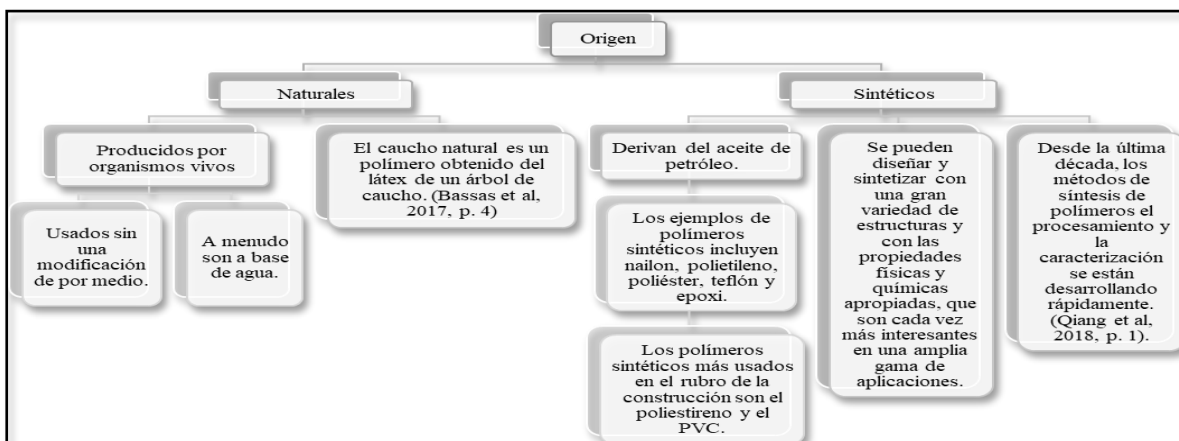 Origen
Naturales
Sintéticos
Producidos por
organismos vivos
Usados sin
una
modificación
de por medio.
A menudo
son a base
de agua.
El caucho natural es un
polímero obtenido del
látex de un árbol de
caucho. (Bassas et al,
2017, p. 4)
Derivan del aceite de
petróleo.
Los ejemplos de
polímeros
sintéticos incluyen
nailon, polietileno,
poliéster, teflón y
epoxi.
Los polímeros
sintéticos más usados
en el rubro de la
construcción son el
poliestireno y el
PVC.
Se pueden
diseñar y
sintetizar con
una gran
variedad de
estructuras y
con las
propiedades
físicas y
químicas
apropiadas, que
son cada vez
más interesantes
en una amplia
gama de
aplicaciones.
Desde la última
década, los
métodos de
síntesis de
polímeros el
procesamiento y
la
caracterización
se están
desarrollando
rápidamente.
(Qiang et al,
2018, p. 1).